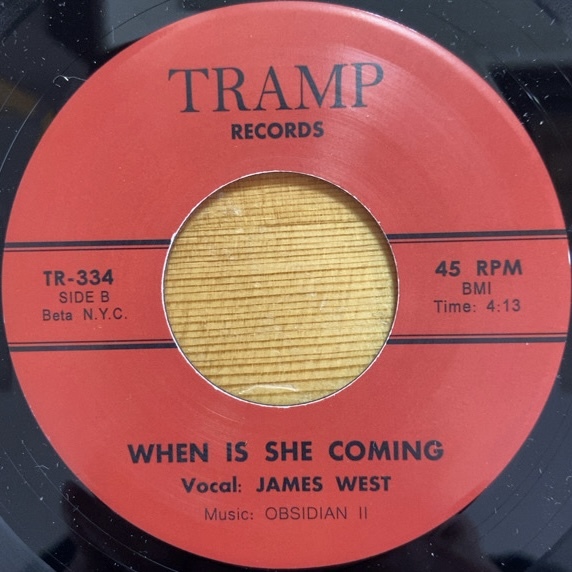 TRAMP
RECORDS
TR-334
SIDE B
Beta N.Y.C.
45 RPM
BMI
Time: 4:13
WHEN IS SHE COMING
Vocal: JAMES WEST
Music: OBSIDIAN II